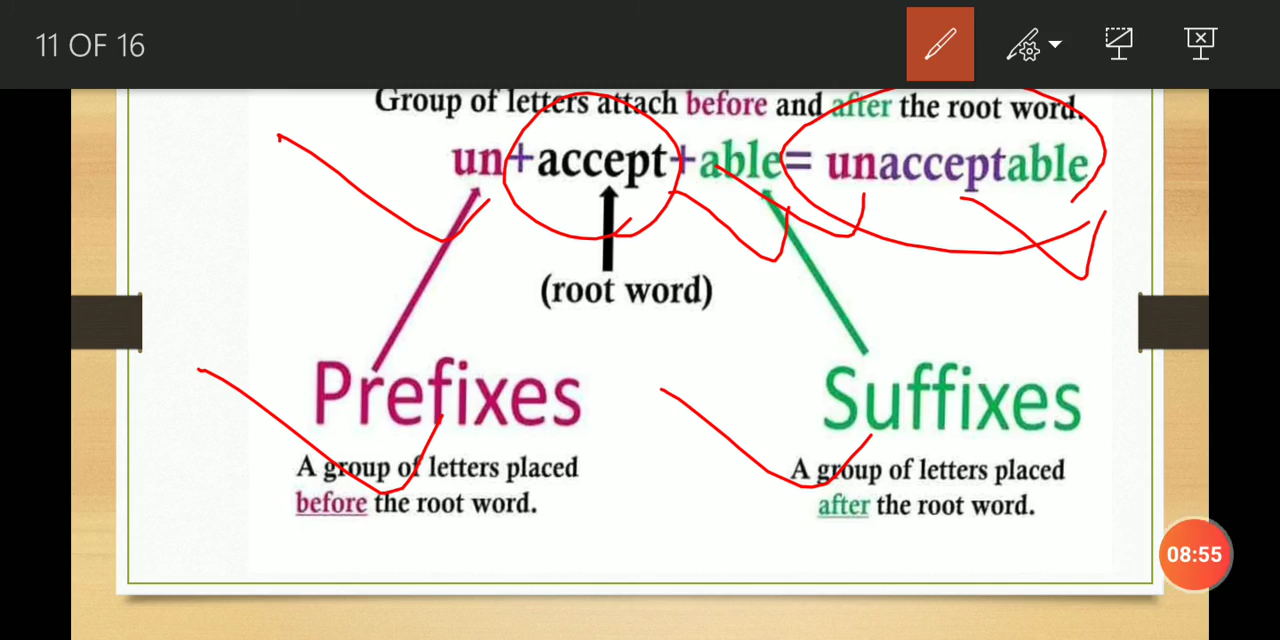 11 OF 16
Group of letters attach before and after the root word.
un+accept+able= unacceptable
(root word)
Prefixes
A group of letters placed
before the root word.
Suffixes
A group of letters placed
after the root word.
08:55